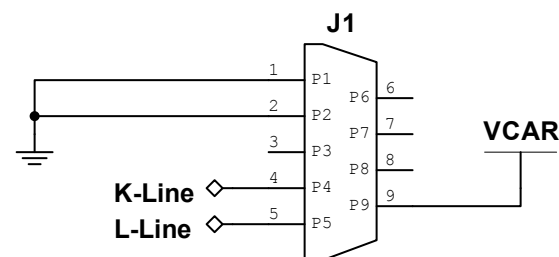 J1
1 P1
P6 6
2 P2
P7 7
VCAR
3 P3
P8 8
K-Line 4 P4
P9 9
L-Line 5 P5